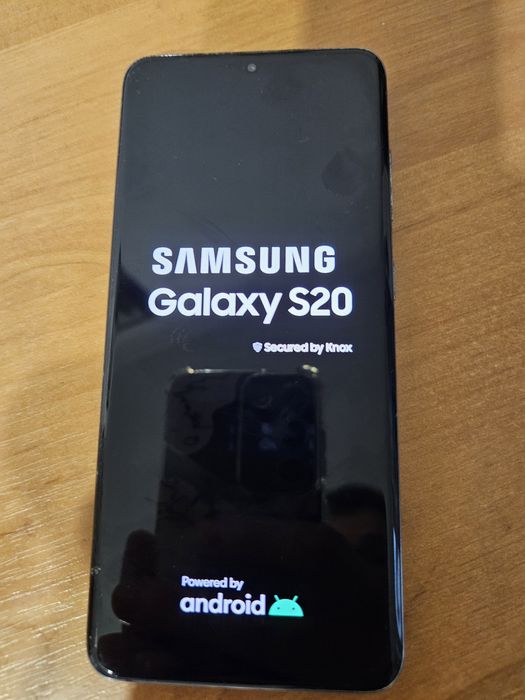 SAMSUNG
Galaxy S20
Secured by Knox
Powered by
android